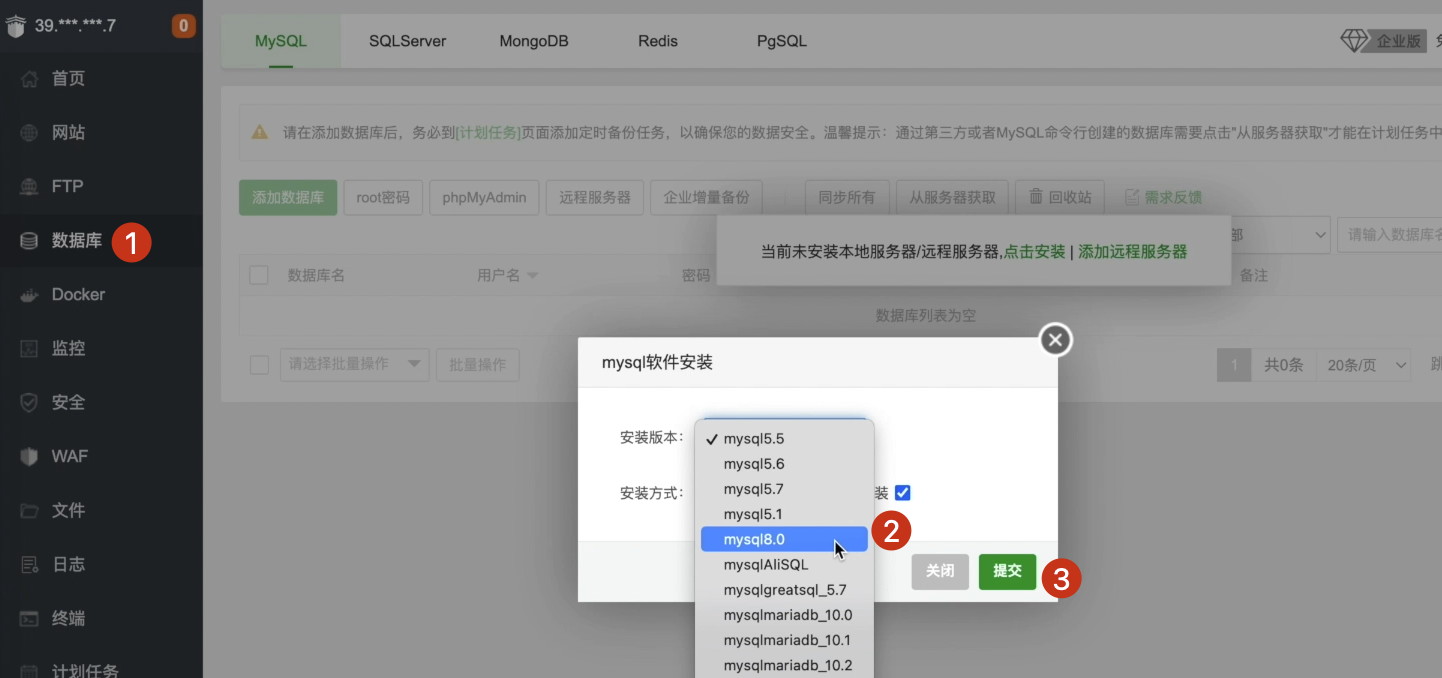 39.***.***.7
0
首页
网站
FTP
数据库
1
Docker
监控
安全
WAF
文件
日志
终端
计划任务
MySQL
SQLServer
MongoDB
Redis
PgSQL
企业版
请在添加数据库后，务必到[计划任务]页面添加定时备份任务，以确保您的数据安全。温馨提示：通过第三方或者MySQL命令行创建的数据库需要点击"从服务器获取"才能在计划任务中
添加数据库
root密码
phpMyAdmin
远程服务器
企业增量备份
同步所有
从服务器获取
回收站
需求反馈
当前未安装本地服务器/远程服务器,点击安装 | 添加远程服务器
部
请输入数据库名
数据库名
用户名
密码
备注
数据库列表为空
请选择批量操作
批量操作
1
共0条
20条/页
跳
mysql软件安装
安装版本：
安装方式：
装
mysql5.5
mysql5.6
mysql5.7
mysql5.1
mysql8.0
mysqlAliSQL
mysqlgreatsql_5.7
mysqlmariadb_10.0
mysqlmariadb_10.1
mysqlmariadb_10.2
2
关闭
提交
3